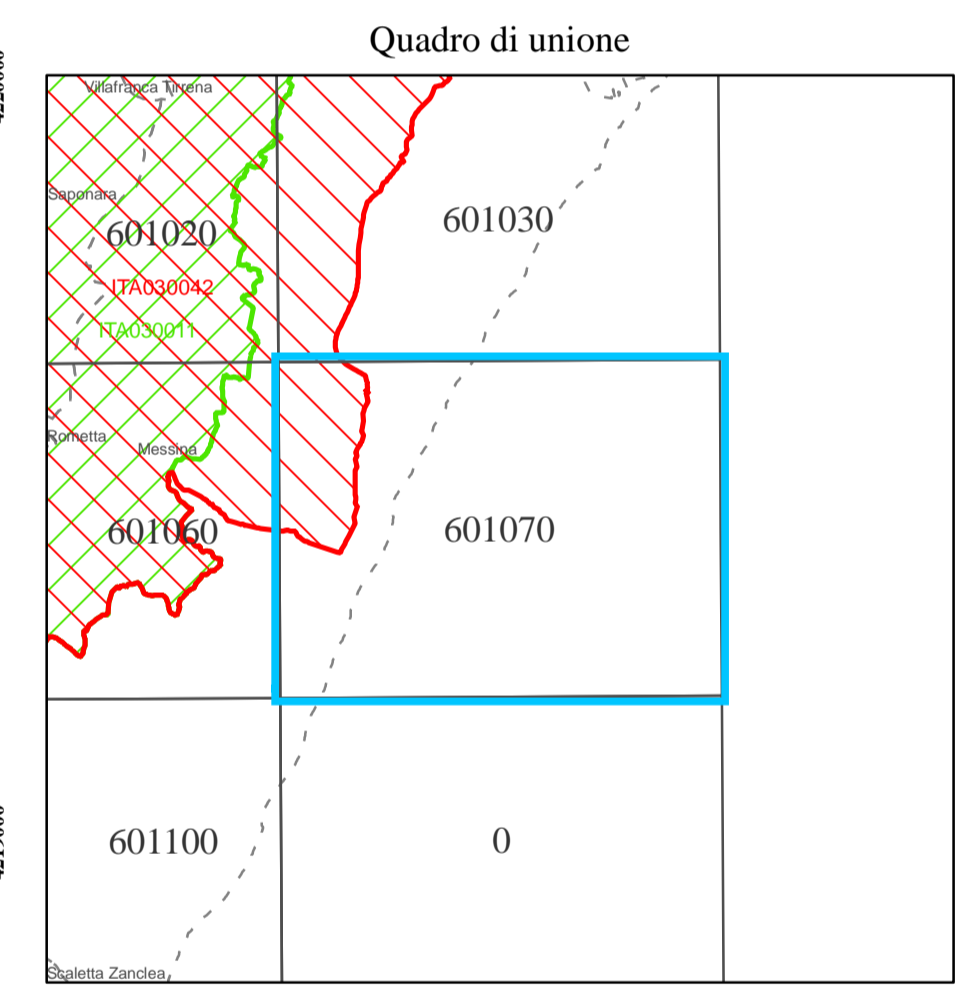 Quadro di unione
Villafranca Tirrena
Saponara
601020
601030
ITA030042
ITA030011
Rometta
Messina
601060
601070
601100
0
Scaletta Zanclea